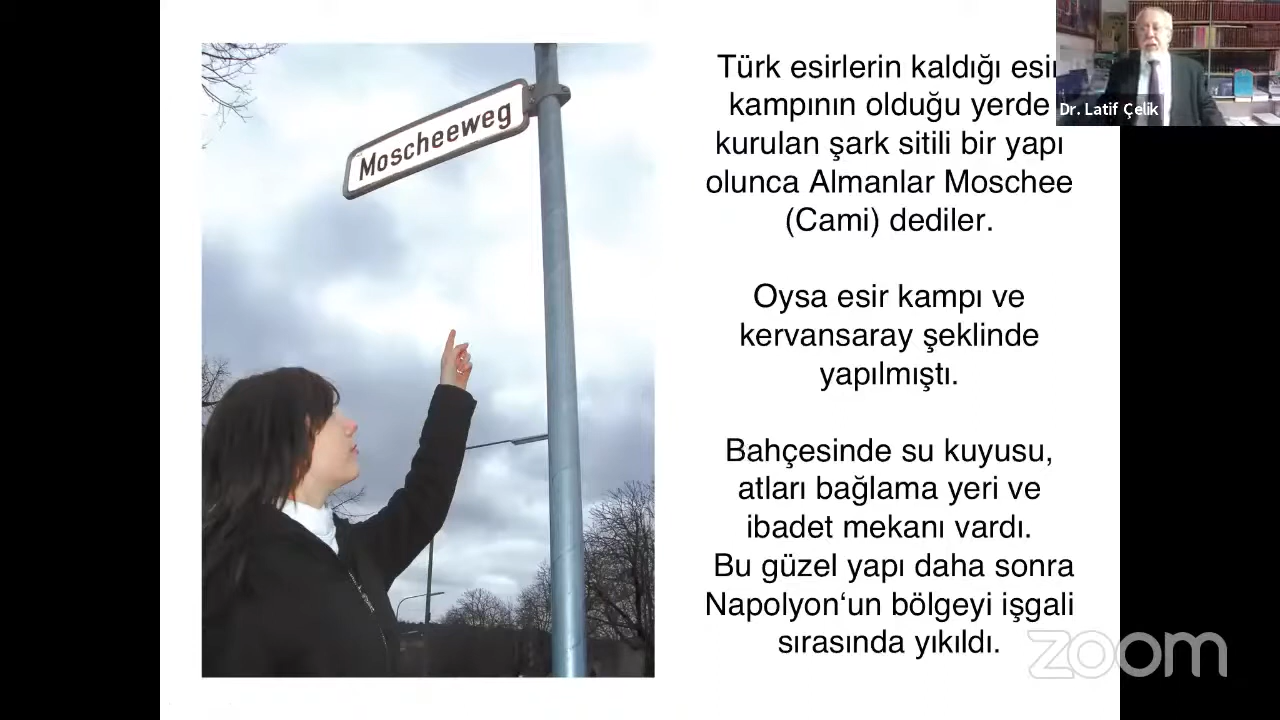 Moscheeweg
Türk esirlerin kaldığı esir
kampının olduğu yerde
kurulan şark sitili bir yapı
olunca Almanlar Moschee
(Cami) dediler.
Oysa esir kampı ve
kervansaray şeklinde
yapılmıştı.
Bahçesinde su kuyusu,
atları bağlama yeri ve
ibadet mekanı vardı.
Bu güzel yapı daha sonra
Napolyon‘un bölgeyi işgali
sırasında yıkıldı.
Dr. Latif Çelik
zoom